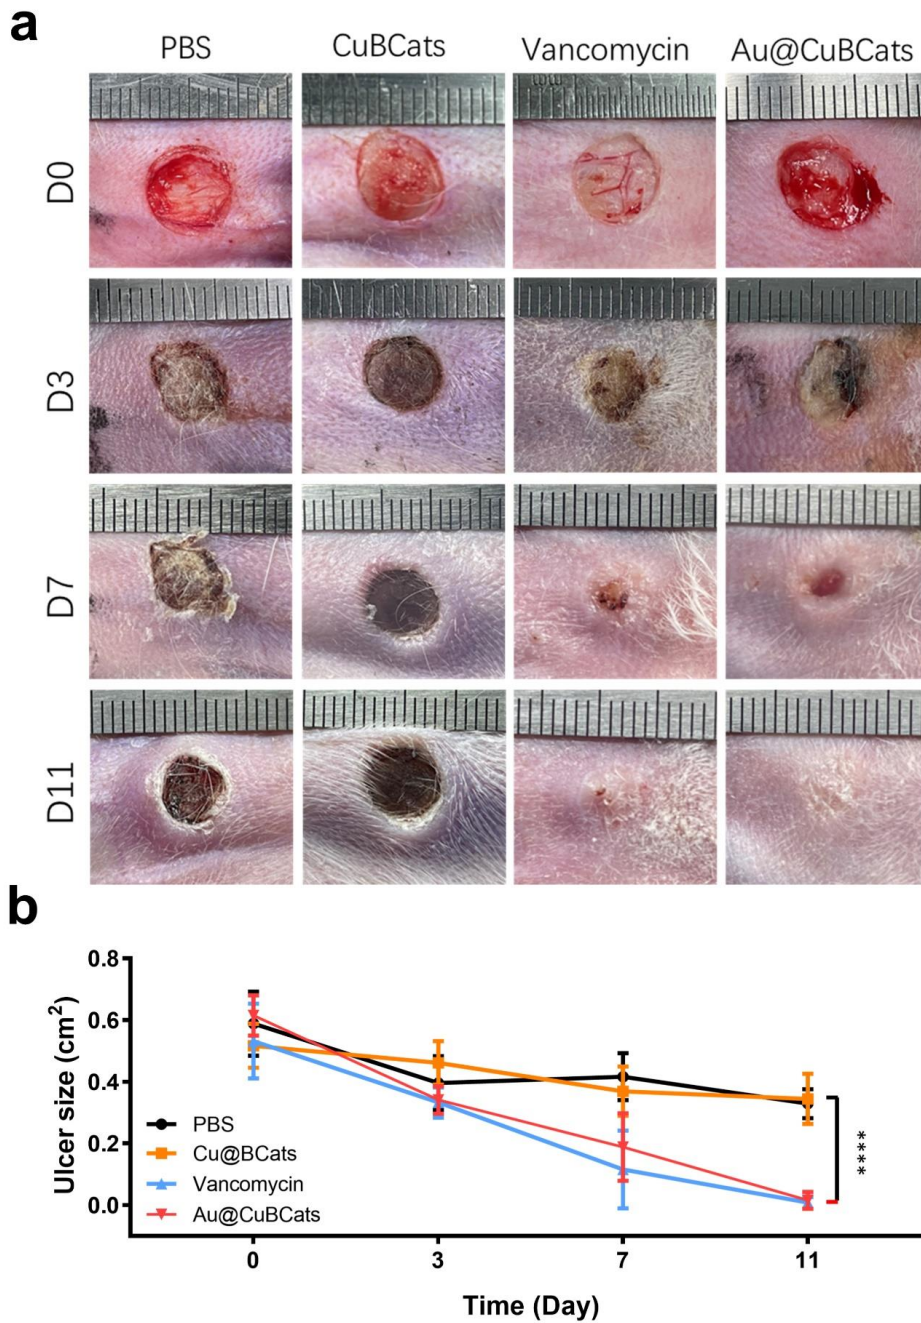 a
PBS
CuBCats
Vancomycin
Au@CuBCats
D0
D3
D7
D11
b
Ulcer size (cm²)
0.8
0.6
0.4
0.2
0.0
PBS
Cu@BCats
Vancomycin
Au@CuBCats
****
0
3
7
11
Time (Day)